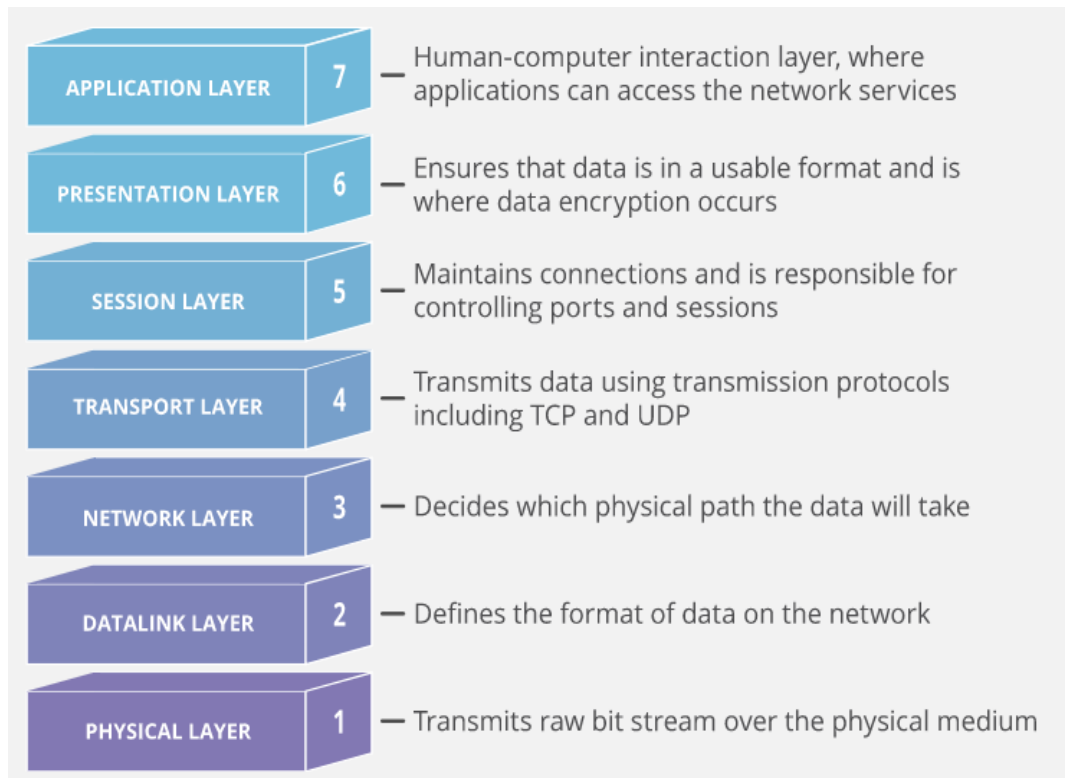 APPLICATION LAYER 7
Human-computer interaction layer, where
applications can access the network services
PRESENTATION LAYER 6
Ensures that data is in a usable format and is
where data encryption occurs
SESSION LAYER 5
Maintains connections and is responsible for
controlling ports and sessions
TRANSPORT LAYER 4
Transmits data using transmission protocols
including TCP and UDP
NETWORK LAYER 3
Decides which physical path the data will take
DATALINK LAYER 2
Defines the format of data on the network
PHYSICAL LAYER 1
Transmits raw bit stream over the physical medium